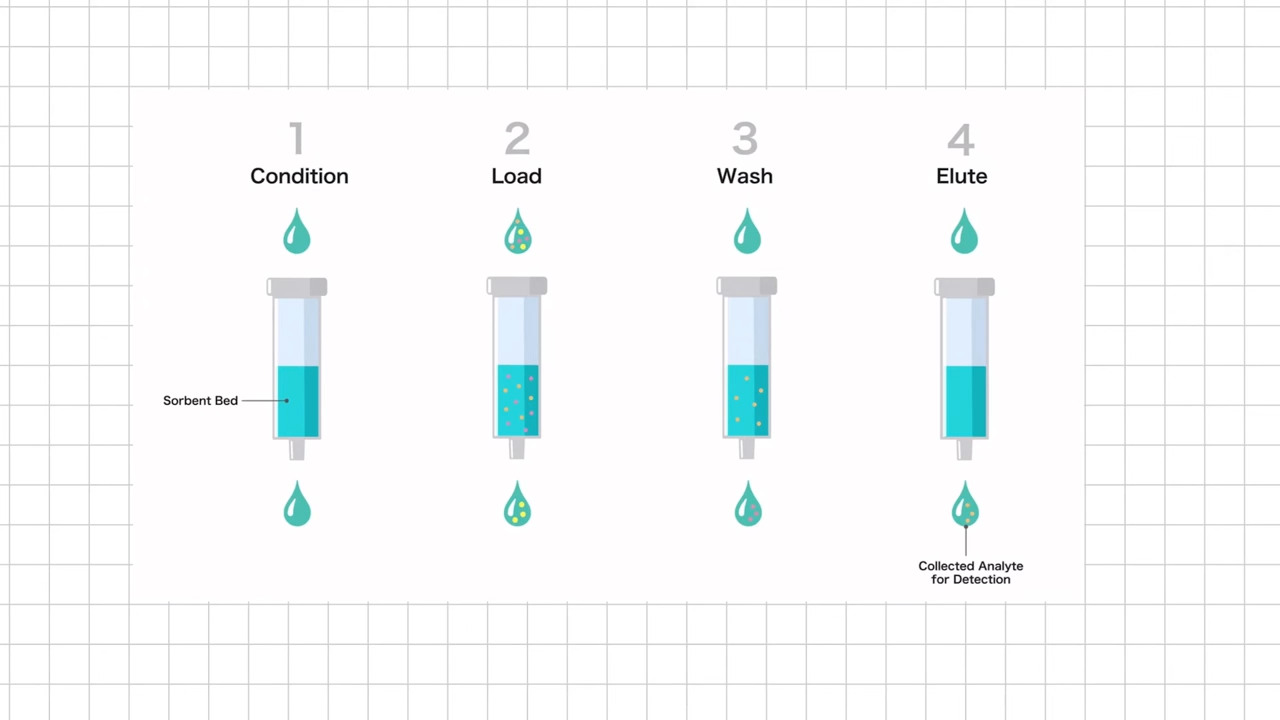 1
Condition
2
Load
3
Wash
4
Elute
Sorbent Bed
Collected Analyte
for Detection